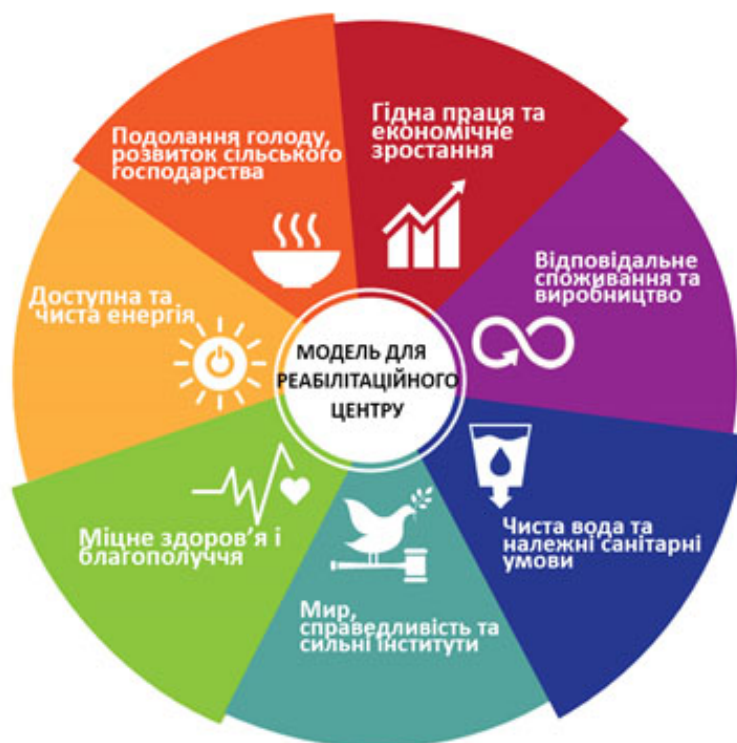 Гідна праця та
економічне
зростання
Подолання голоду,
розвиток сільського
господарства
Відповідальне
споживання та
виробництво
Доступна та
чиста енергія
МОДЕЛЬ ДЛЯ
РЕАБІЛІТАЦІЙНОГО
ЦЕНТРУ
Чиста вода та
належні санітарні
умови
Міцне здоров’я і
благополуччя
Мир,
справедливість та
сильні інститути